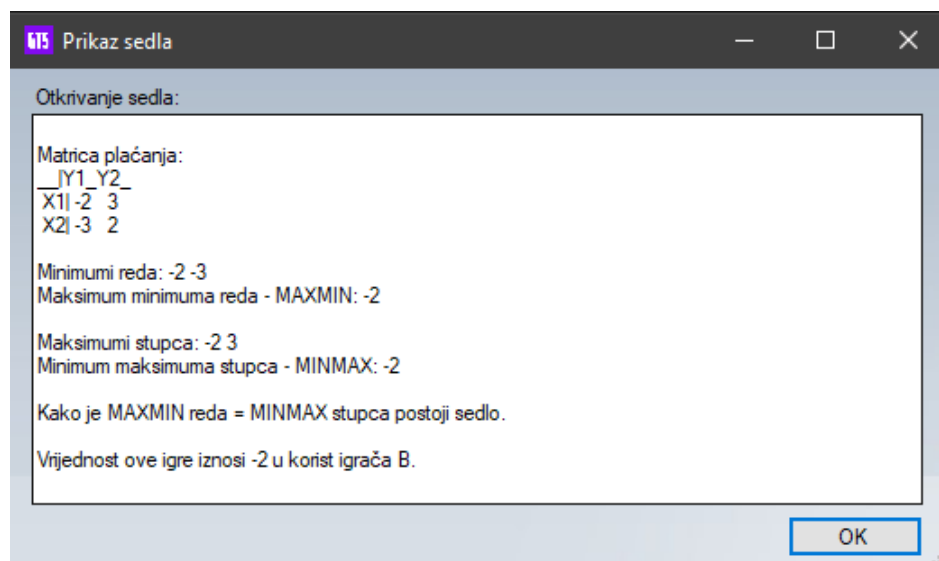 GTS Prikaz sedla
Otkrivanje sedla:
Matrica plaćanja:
__|Y1_Y2_
X1| -2 3
X2| -3 2
Minimumi reda: -2 -3
Maksimum minimuma reda - MAXMIN: -2
Maksimumi stupca: -2 3
Minimum maksimuma stupca - MINMAX: -2
Kako je MAXMIN reda = MINMAX stupca postoji sedlo.
Vrijednost ove igre iznosi -2 u korist igrača B.
OK